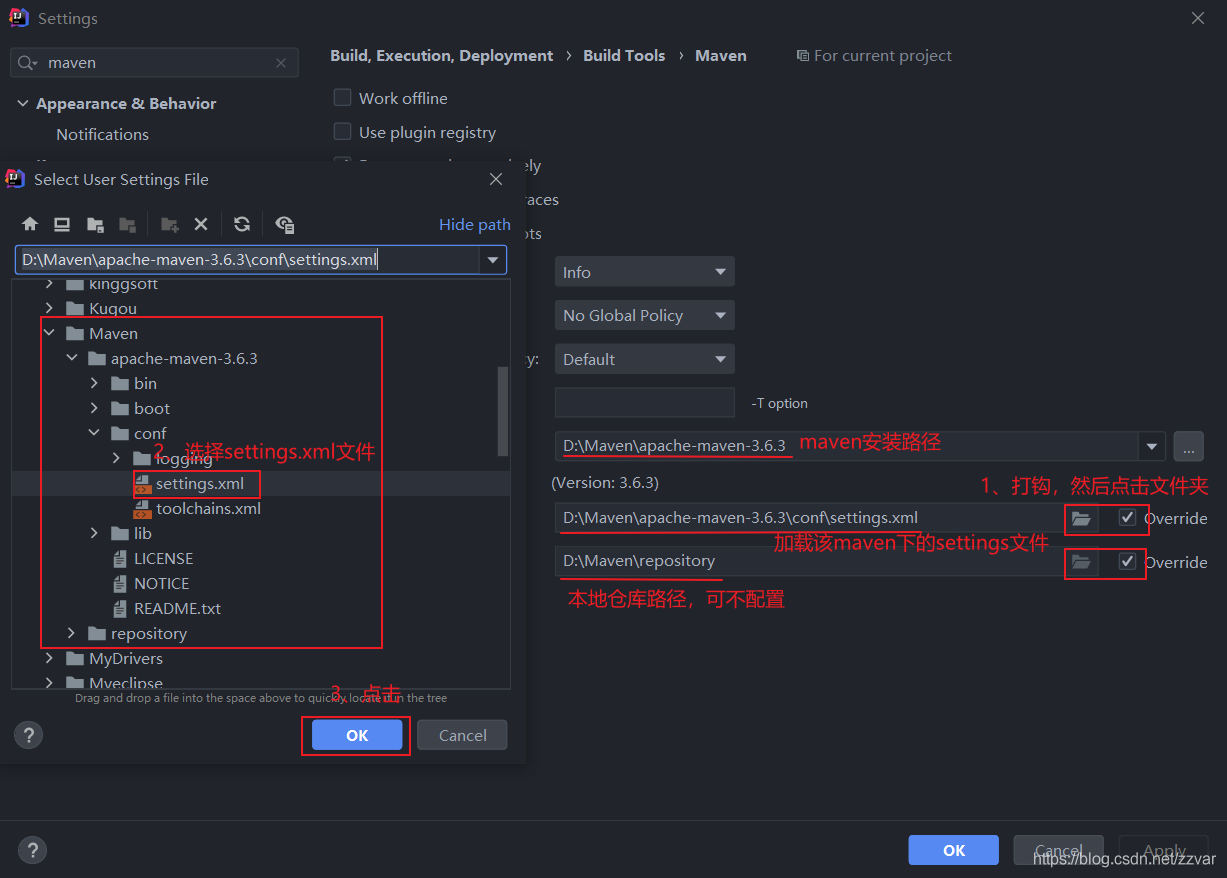 Settings
maven
Build, Execution, Deployment › Build Tools › Maven For current project
Appearance & Behavior
Notifications
Work offline
Use plugin registry
ely
Select User Settings File
races
Hide path
ots
D:\Maven\apache-maven-3.6.3\conf\settings.xml
Info
kinggsoft
Kugou
No Global Policy
Maven
apache-maven-3.6.3
y: Default
bin
boot
-T option
conf
2、选择settings.xml文件
logging
D:\Maven\apache-maven-3.6.3 maven安装路径
...
settings.xml
(Version: 3.6.3)
1、打钩，然后点击文件夹
toolchains.xml
D:\Maven\apache-maven-3.6.3\conf\settings.xml
Override
lib
加载该maven下的settings文件
LICENSE
D:\Maven\repository
Override
NOTICE
本地仓库路径，可不配置
README.txt
repository
MyDrivers
Myeclipse
3、点击
Drag and drop a file into the space above to quickly locate it in the tree
?
OK
Cancel
?
OK
Cancel
Apply
https://blog.csdn.net/zzvar